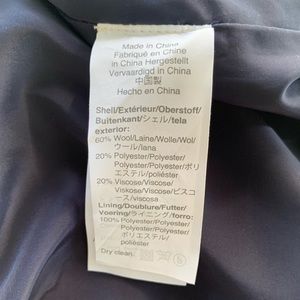 Made in China
Fabriqué en Chine
in China Hergestellt
Vervaardigd in China
中国製
Hecho en China
Shell/Extérieur/Oberstoff/
Buitenkant/シェル/tela
exterior:
60% Wool/Laine/Wolle/Wol/
ウール/lana
20% Polyester/Polyester/
Polyester/Polyester/ポリ
エステル/poliéster
20% Viscose/Viscose/
Viskose/Viscose/ビスコ
ース/viscosa
Lining/Doublure/Futter/
Voering/ライニング/forro:
100% Polyester/Polyester/
Polyester/Polyester/
ポリエステル/
poliéster
Dry clean.